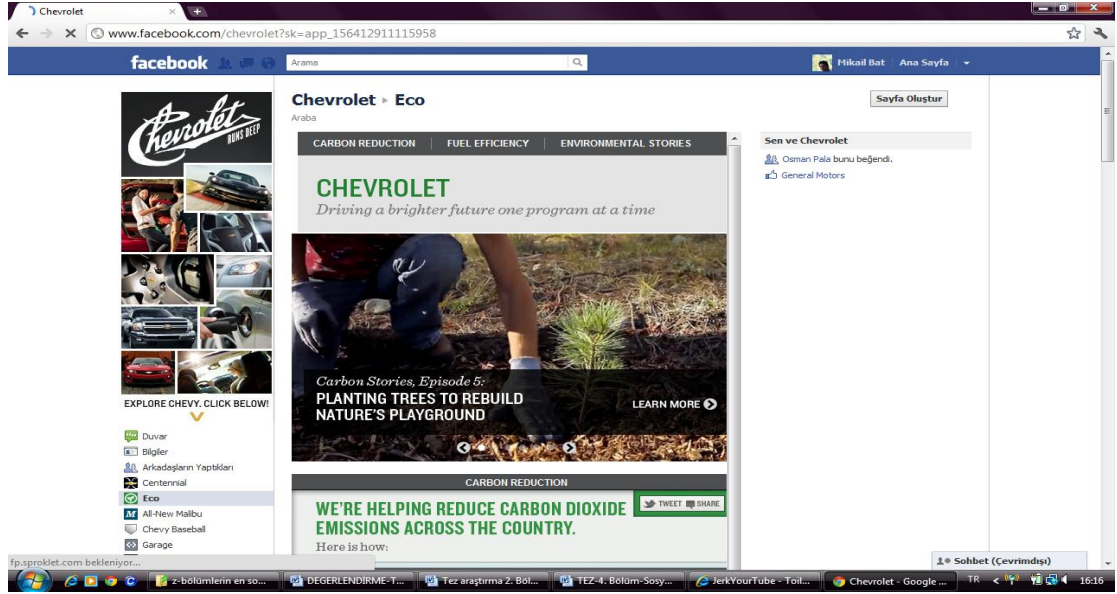 Chevrolet
www.facebook.com/chevrolet?sk=app_156412911115958
facebook
Arama
Mikail Bat
Ana Sayfa
Chevrolet
RUNS DEEP
EXPLORE CHEVY. CLICK BELOW!
Duvar
Bilgiler
Arkadaşların Yaptıkları
Centennial
Eco
All-New Malibu
Chevy Baseball
Garage
Chevrolet ▸ Eco
Araba
Sayfa Oluştur
CARBON REDUCTION
FUEL EFFICIENCY
ENVIRONMENTAL STORIES
CHEVROLET
Driving a brighter future one program at a time
Carbon Stories, Episode 5:
PLANTING TREES TO REBUILD
NATURE'S PLAYGROUND
LEARN MORE
CARBON REDUCTION
WE'RE HELPING REDUCE CARBON DIOXIDE
EMISSIONS ACROSS THE COUNTRY.
Here is how:
TWEET
SHARE
Sen ve Chevrolet
Osman Pala bunu beğendi.
General Motors
Sohbet (Çevrimdışı)
fp.sproklet.com bekleniyor...
z-bölümlerin en so...
DEGERLENDİRME-T...
Tez araştırma 2. Böl...
TEZ-4. Bölüm-Sosy...
JerkYourTube - Toil...
Chevrolet - Google ...
TR
16:16